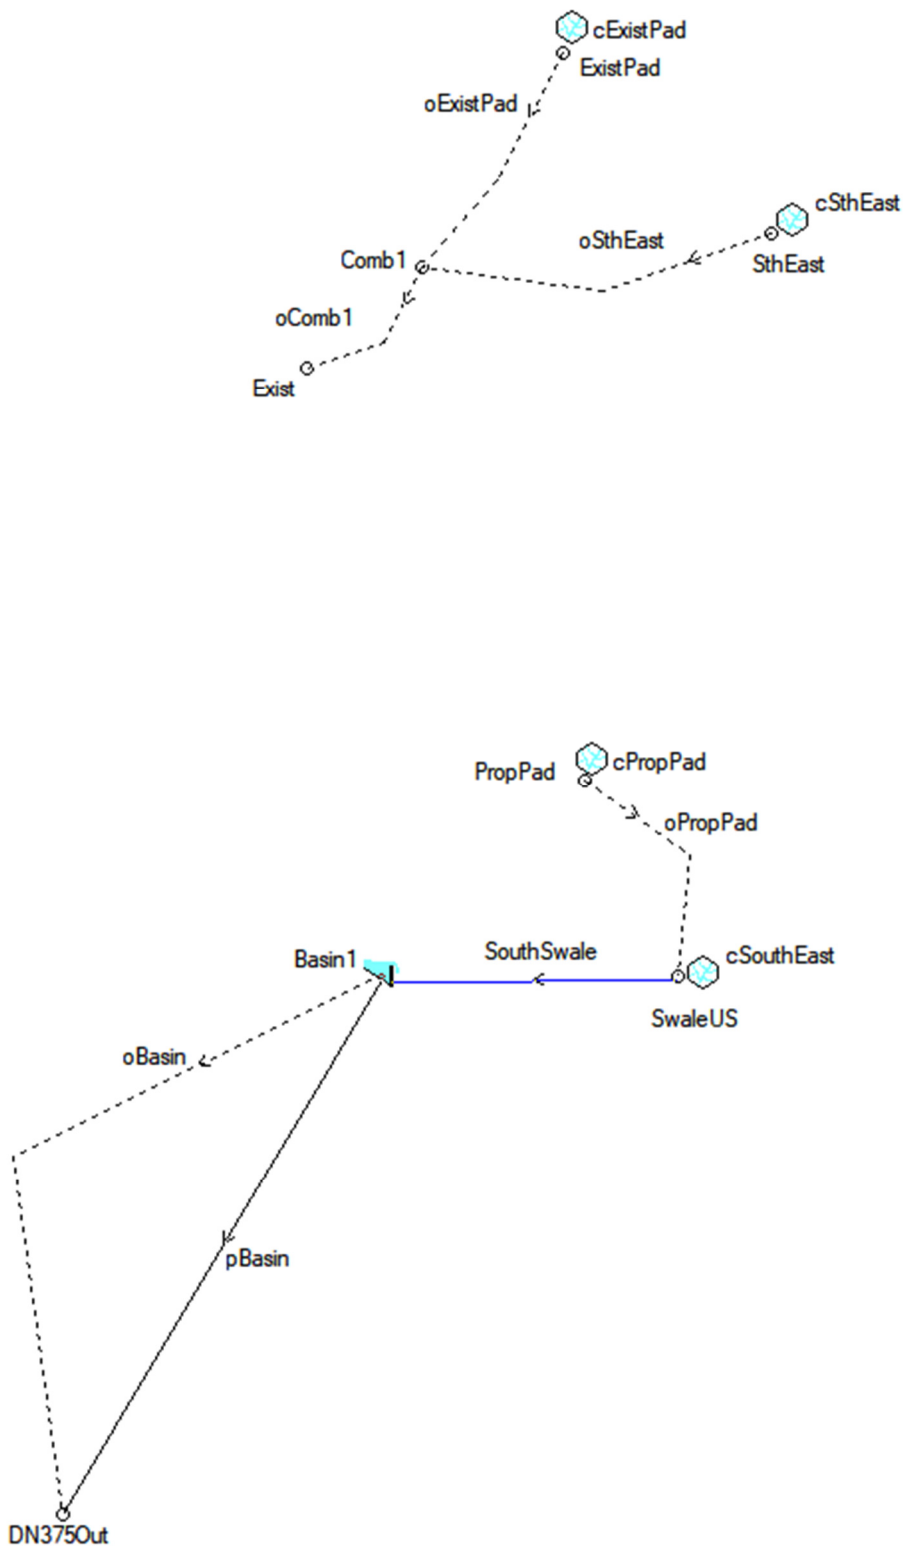 cExistPad
ExistPad
oExistPad
cSthEast
oSthEast
SthEast
Comb1
oComb1
Exist
cPropPad
PropPad
oPropPad
SouthSwale
cSouthEast
Basin1
SwaleUS
oBasin
pBasin
DN375Out